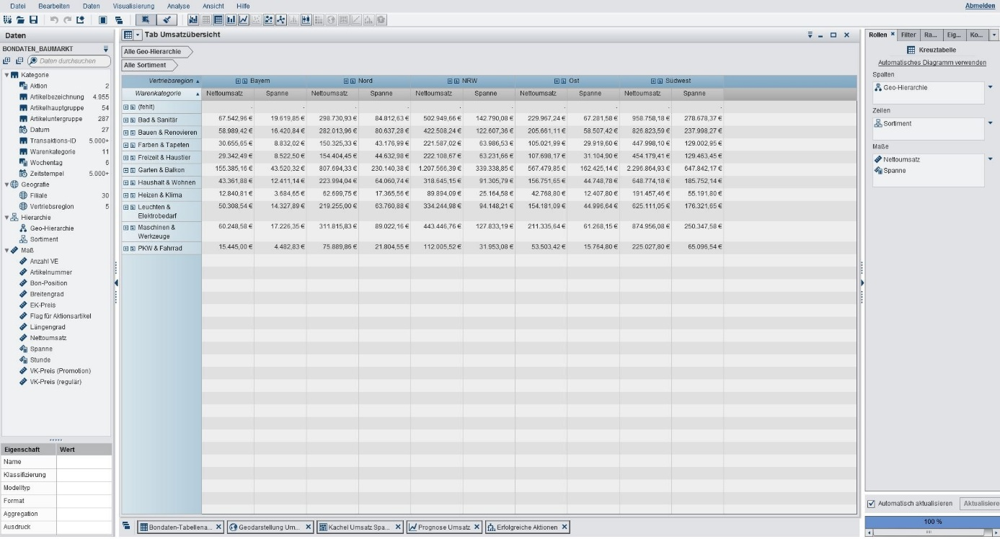 Datei Bearbeiten Daten Visualisierung Analyse Ansicht Hilfe Abmelden
Daten
BONDATEN_BAUMARKT
Daten durchsuchen
Kategorie
Aktion 2
Artikelbezeichnung 4.955
Artikelhauptgruppe 54
Artikeluntergruppe 287
Datum 27
Transaktions-ID 5.000+
Warenkategorie 11
Wochentag 6
Zeitstempel 5.000+
Geografie
Filiale 30
Vertriebsregion 5
Hierarchie
Geo-Hierarchie
Sortiment
Maß
Anzahl VE
Artikelnummer
Bon-Position
Breitengrad
EK-Preis
Flag für Aktionsartikel
Längengrad
Nettoumsatz
Spanne
Stunde
VK-Preis (Promotion)
VK-Preis (regulär)
Eigenschaft Wert
Name
Klassifizierung
Modelltyp
Format
Aggregation
Ausdruck
Tab Umsatzübersicht
Alle Geo-Hierarchie
Alle Sortiment
Vertriebsregion Bayern Nord NRW Ost Südwest
Warenkategorie Nettoumsatz Spanne Nettoumsatz Spanne Nettoumsatz Spanne Nettoumsatz Spanne Nettoumsatz Spanne
(fehlt) . . . . . . . . . .
Bad & Sanitär 67.542,96 € 19.619,85 € 298.730,93 € 84.812,63 € 502.949,66 € 142.790,08 € 229.967,24 € 67.281,58 € 958.758,18 € 278.678,37 €
Bauen & Renovieren 58.989,42 € 16.420,84 € 282.013,96 € 80.637,28 € 422.508,24 € 122.607,36 € 205.661,11 € 58.507,42 € 826.823,59 € 237.998,27 €
Farben & Tapeten 30.655,65 € 8.832,02 € 150.325,33 € 43.176,99 € 221.587,02 € 63.986,53 € 105.021,99 € 29.919,60 € 447.998,10 € 129.002,95 €
Freizeit & Haustier 29.342,49 € 8.522,50 € 154.404,45 € 44.632,98 € 222.108,67 € 63.231,66 € 107.698,17 € 31.104,90 € 454.179,41 € 129.463,45 €
Garten & Balkon 155.385,16 € 43.520,32 € 807.694,33 € 230.140,38 € 1.207.566,39 € 339.338,85 € 567.479,85 € 162.425,14 € 2.296.864,93 € 647.842,17 €
Haushalt & Wohnen 43.361,88 € 12.411,14 € 223.994,04 € 64.060,74 € 318.645,15 € 91.305,79 € 156.751,65 € 44.748,78 € 648.774,18 € 185.752,14 €
Heizen & Klima 12.840,81 € 3.684,65 € 62.699,75 € 17.365,56 € 89.894,09 € 25.164,58 € 42.768,80 € 12.407,80 € 191.457,46 € 55.191,80 €
Leuchten & 50.308,54 € 14.327,89 € 219.255,00 € 63.760,88 € 334.244,98 € 94.148,21 € 154.181,09 € 44.996,64 € 625.111,05 € 176.321,65 €
Elektrobedarf
Maschinen & 60.248,58 € 17.226,35 € 311.815,83 € 89.022,16 € 443.446,76 € 127.833,19 € 211.335,64 € 61.268,15 € 874.956,08 € 250.347,58 €
Werkzeuge
PKW & Fahrrad 15.445,00 € 4.482,83 € 75.889,86 € 21.804,55 € 112.005,52 € 31.953,08 € 53.503,42 € 15.764,80 € 225.027,80 € 65.096,54 €
Bondaten-Tabellena... Geodarstellung Um... Kachel Umsatz Spa... Prognose Umsatz Erfolgreiche Aktionen
Rollen Filter Ra... Eig... Ko...
Kreuztabelle
Automatisches Diagramm verwenden
Spalten
Geo-Hierarchie
Zeilen
Sortiment
Maße
Nettoumsatz
Spanne
Automatisch aktualisieren Aktualisiere
100 %